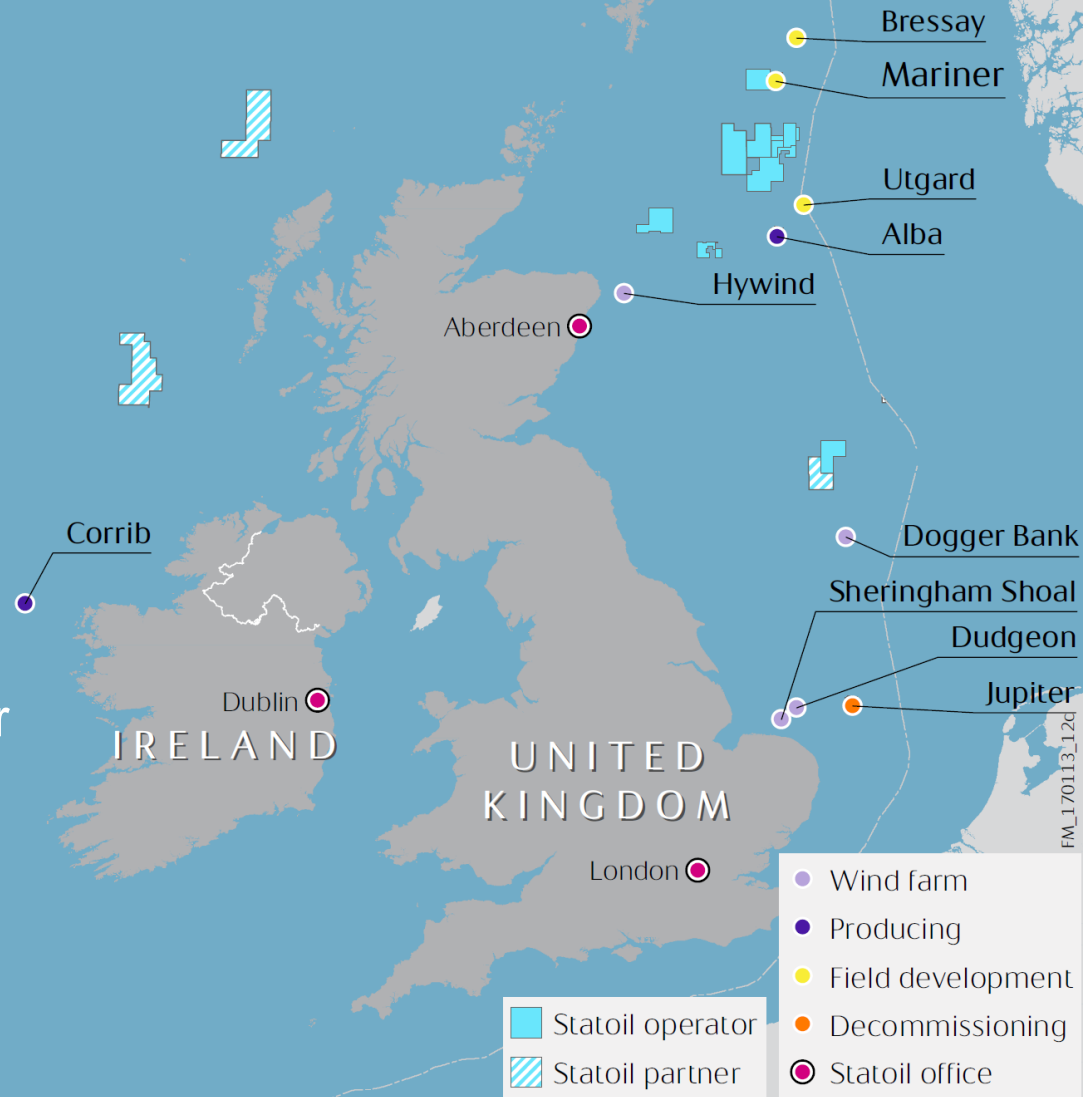 Bressay
Mariner
Utgard
Alba
Hywind
Aberdeen
Corrib
Dogger Bank
Sheringham Shoal
Dudgeon
Jupiter
Dublin
IRELAND
UNITED
KINGDOM
London
FM_170113_12c
Wind farm
Producing
Field development
Decommissioning
Statoil office
Statoil operator
Statoil partner